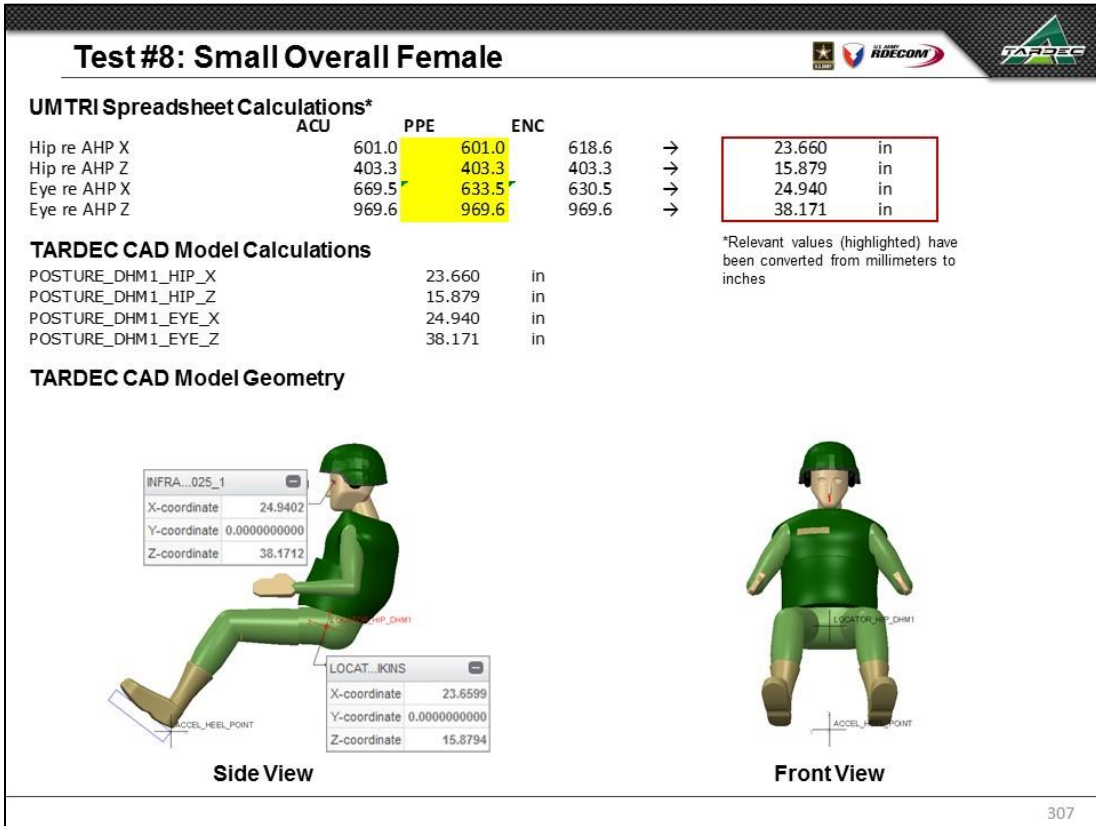 Test #8: Small Overall Female
U.S. ARMY
U.S. ARMY
RDECOM
TARDEC
UMTRI Spreadsheet Calculations*
ACU PPE ENC
Hip re AHP X 601.0 601.0 618.6 → 23.660 in
Hip re AHP Z 403.3 403.3 403.3 → 15.879 in
Eye re AHP X 669.5 633.5 630.5 → 24.940 in
Eye re AHP Z 969.6 969.6 969.6 → 38.171 in
*Relevant values (highlighted) have
been converted from millimeters to
inches
TARDEC CAD Model Calculations
POSTURE_DHM1_HIP_X 23.660 in
POSTURE_DHM1_HIP_Z 15.879 in
POSTURE_DHM1_EYE_X 24.940 in
POSTURE_DHM1_EYE_Z 38.171 in
TARDEC CAD Model Geometry
INFRA...025_1
X-coordinate 24.9402
Y-coordinate 0.0000000000
Z-coordinate 38.1712
LOCATOR_HIP_DHM1
LOCAT...IKINS
X-coordinate 23.6599
Y-coordinate 0.0000000000
Z-coordinate 15.8794
ACCEL_HEEL_POINT
Side View
LOCATOR_HIP_DHM1
ACCEL_HEEL_POINT
Front View
307